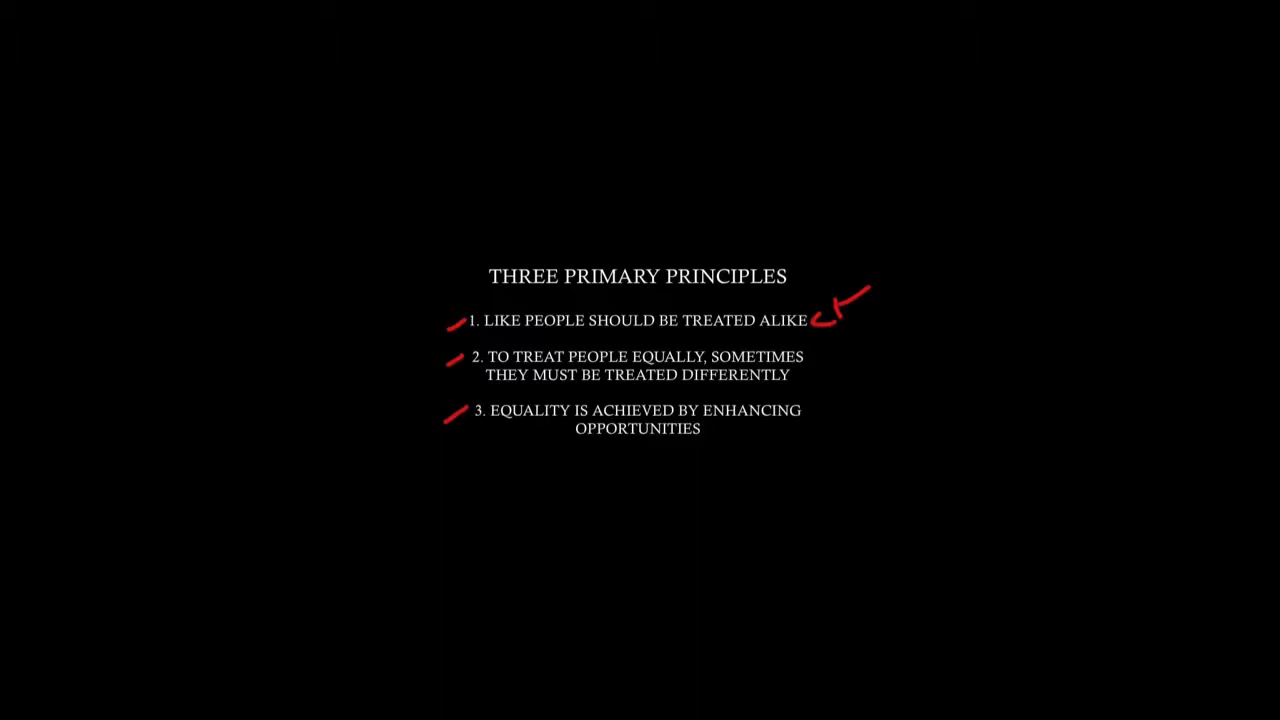 THREE PRIMARY PRINCIPLES
1. LIKE PEOPLE SHOULD BE TREATED ALIKE
2. TO TREAT PEOPLE EQUALLY, SOMETIMES
THEY MUST BE TREATED DIFFERENTLY
3. EQUALITY IS ACHIEVED BY ENHANCING
OPPORTUNITIES